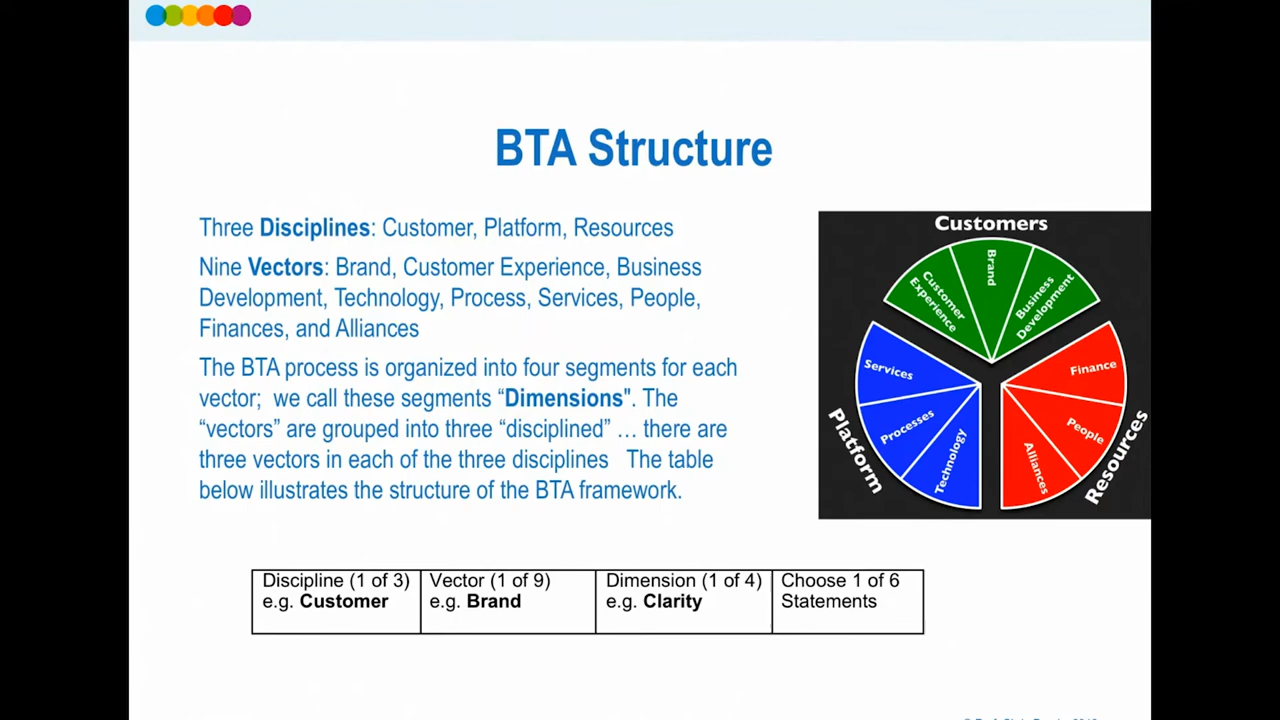 BTA Structure
Three Disciplines: Customer, Platform, Resources
Nine Vectors: Brand, Customer Experience, Business
Development, Technology, Process, Services, People,
Finances, and Alliances
The BTA process is organized into four segments for each
vector;  we call these segments “Dimensions". The
“vectors” are grouped into three “disciplined” … there are
three vectors in each of the three disciplines   The table
below illustrates the structure of the BTA framework.
Customers
Customer
Experience
Brand
Business
Development
Services
Processes
Technology
Platform
Finance
People
Alliances
Resources
Discipline (1 of 3)
e.g. Customer
Vector (1 of 9)
e.g. Brand
Dimension (1 of 4)
e.g. Clarity
Choose 1 of 6
Statements